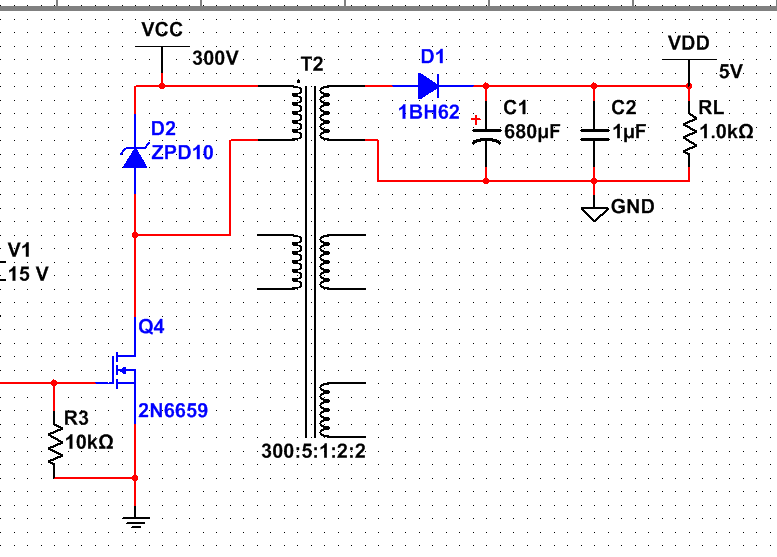 VCC
300V
T2
D1
1BH62
VDD
5V
C1
680µF
C2
1µF
RL
1.0kΩ
D2
ZPD10
GND
V1
15 V
Q4
2N6659
R3
10kΩ
300:5:1:2:2